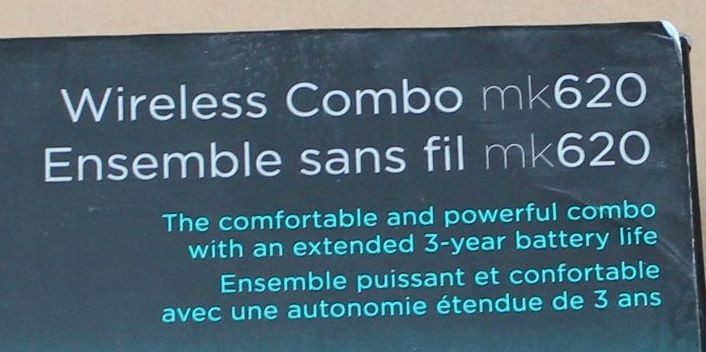 Wireless Combo mk620
Ensemble sans fil mk620
The comfortable and powerful combo
with an extended 3-year battery life
Ensemble puissant et confortable
avec une autonomie étendue de 3 ans